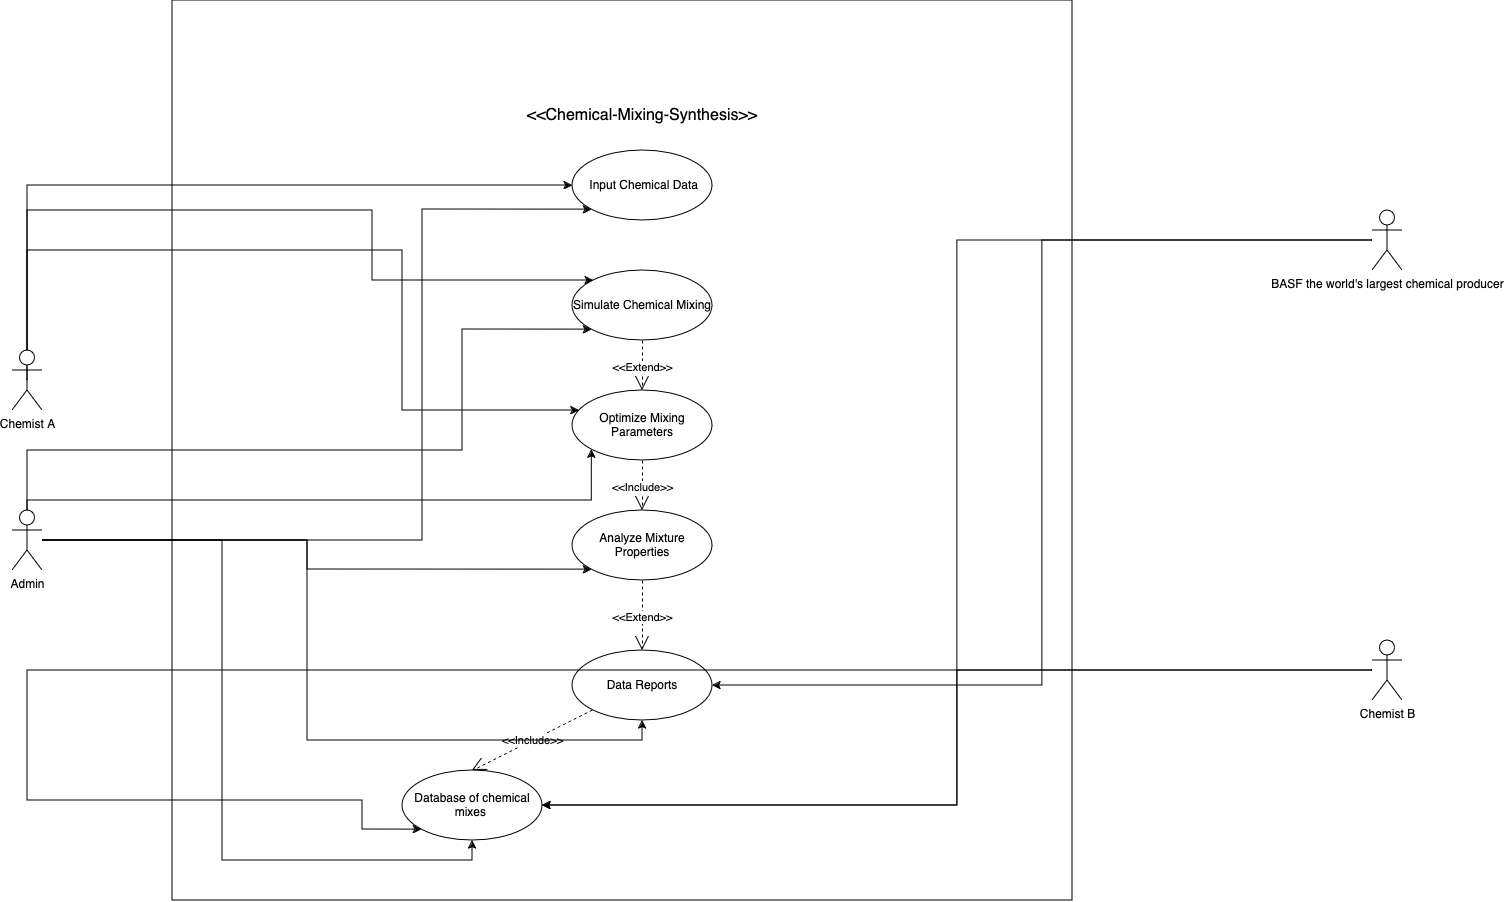 <<Chemical-Mixing-Synthesis>>
Input Chemical Data
BASF the world's largest chemical producer
Simulate Chemical Mixing
<<Extend>>
Chemist A
Optimize Mixing
Parameters
<<Include>>
Analyze Mixture
Properties
Admin
<<Extend>>
Data Reports
Chemist B
<<Include>>
Database of chemical
mixes